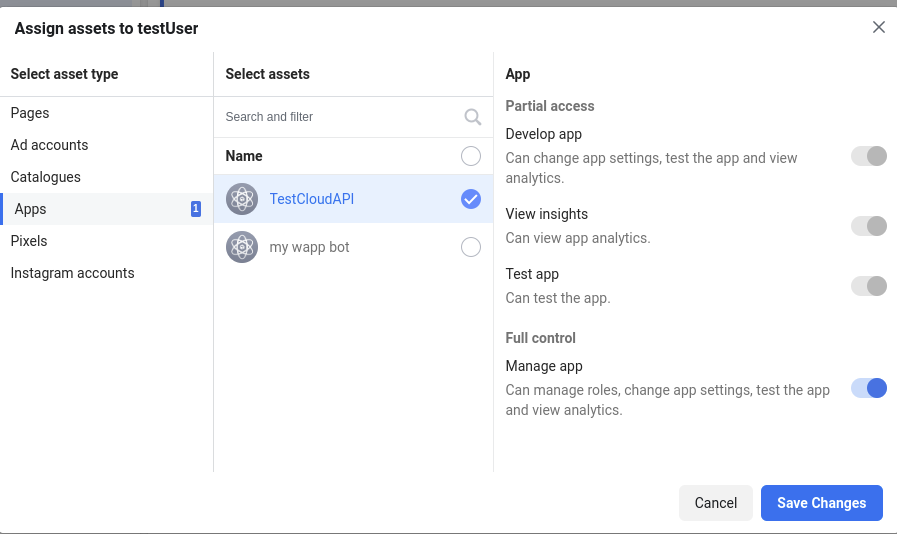 Assign assets to testUser
Select asset type
Pages
Ad accounts
Catalogues
Apps
1
Pixels
Instagram accounts
Select assets
Search and filter
Name
TestCloudAPI
my wapp bot
App
Partial access
Develop app
Can change app settings, test the app and view
analytics.
View insights
Can view app analytics.
Test app
Can test the app.
Full control
Manage app
Can manage roles, change app settings, test the app
and view analytics.
Cancel
Save Changes